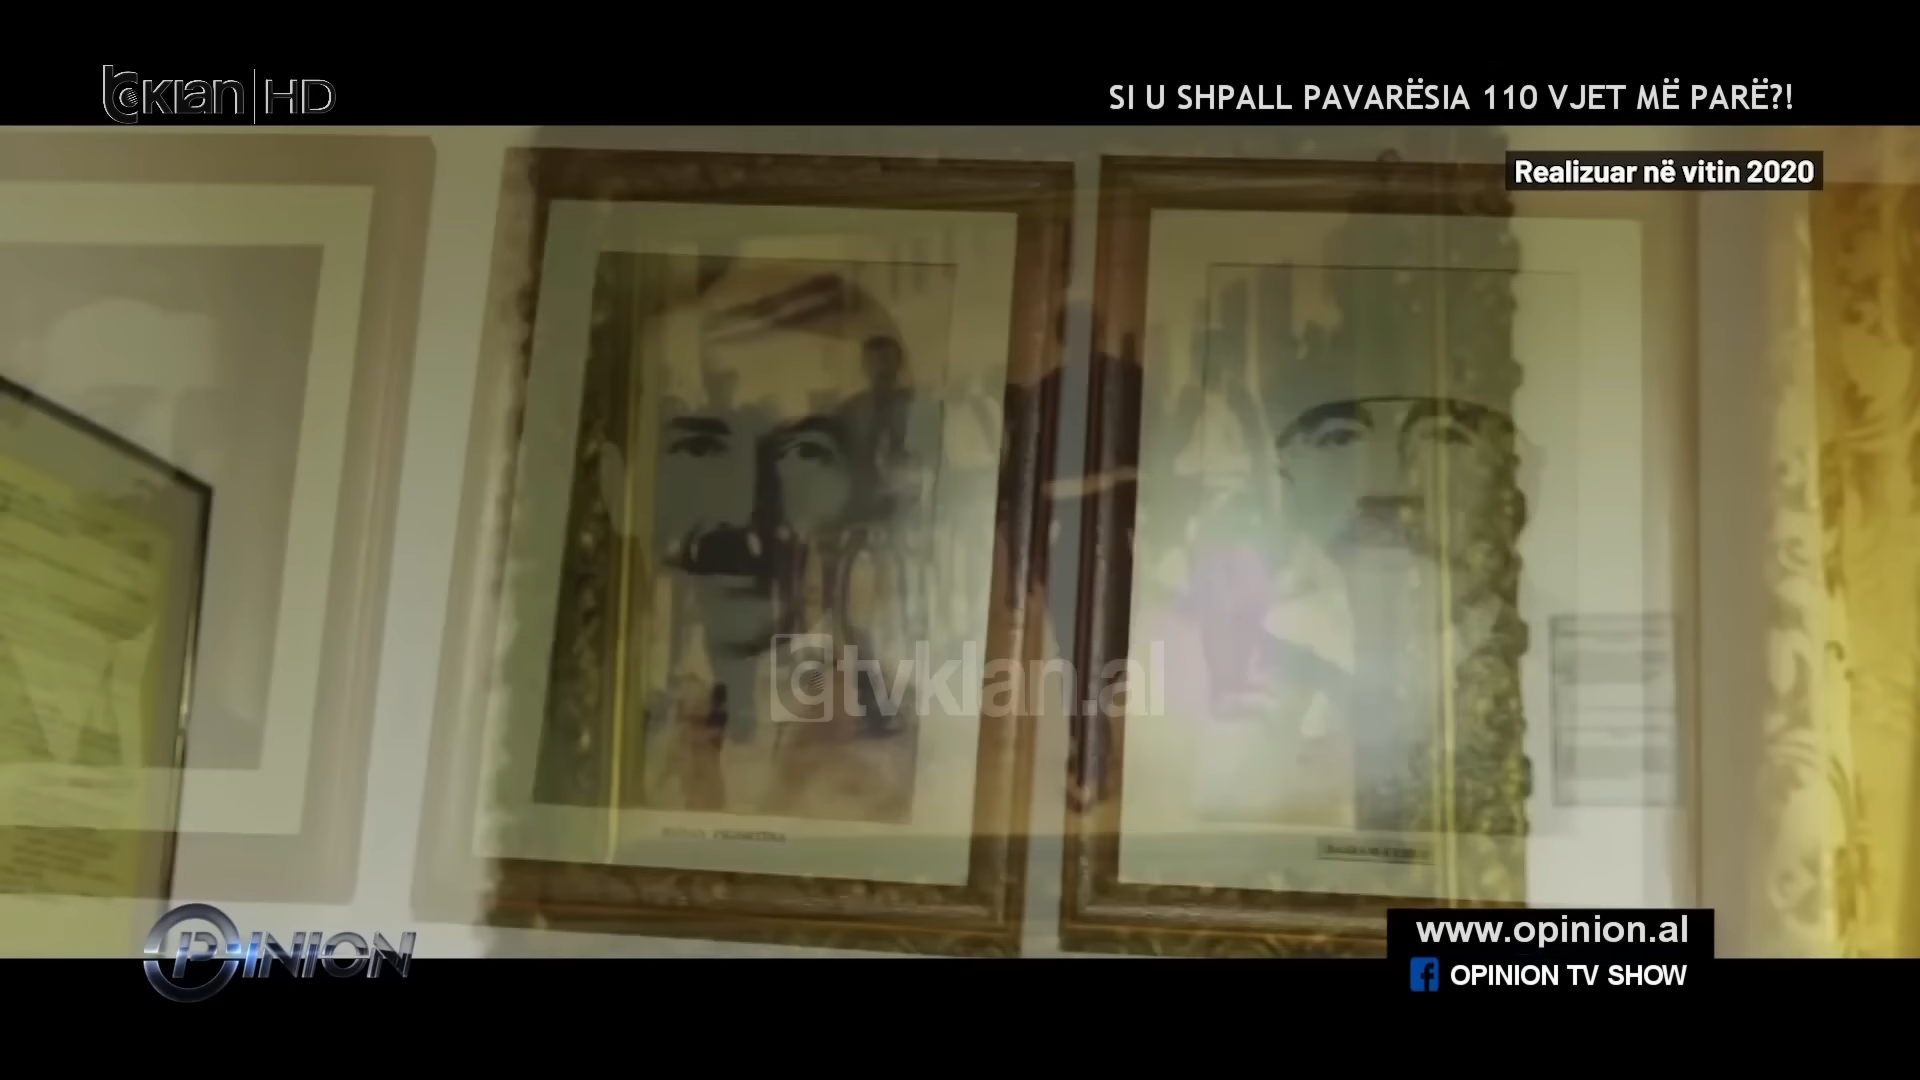 tvklan HD
SI U SHPALL PAVARËSIA 110 VJET MË PARË?!
Realizuar në vitin 2020
tvklan.al
OPINION
www.opinion.al
OPINION TV SHOW